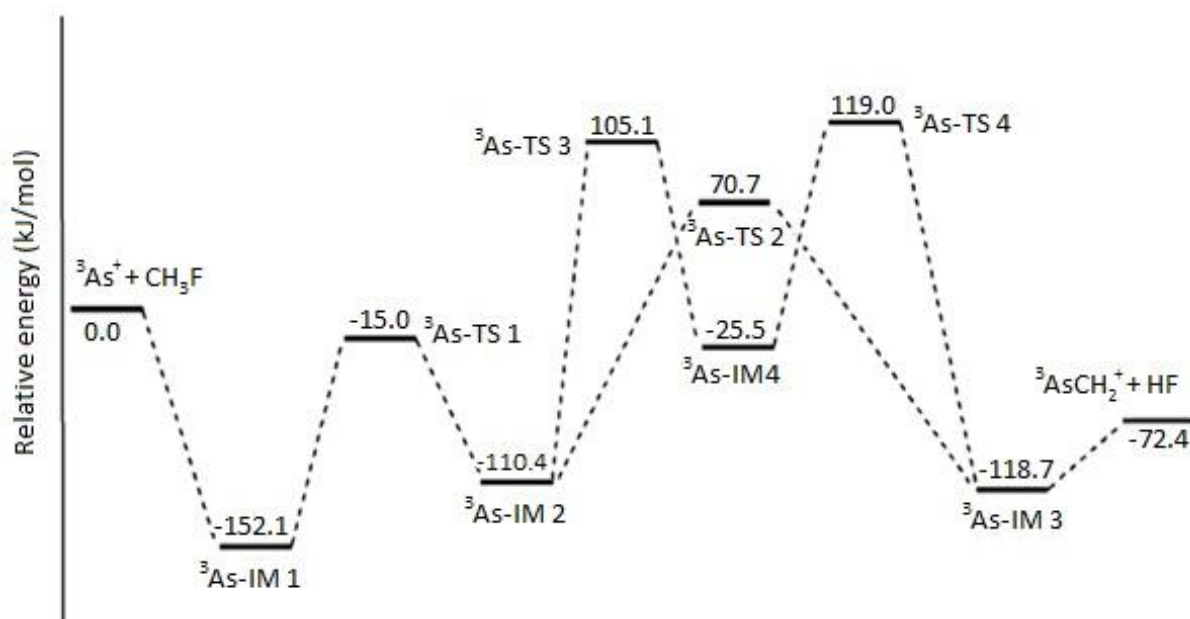 Relative energy (kJ/mol)
³As⁺ + CH₃F
0.0
-152.1
³As-IM 1
-15.0
³As-TS 1
-110.4
³As-IM 2
³As-TS 3
105.1
70.7
³As-TS 2
-25.5
³As-IM4
119.0
³As-TS 4
-118.7
³As-IM 3
³AsCH₂⁺ + HF
-72.4